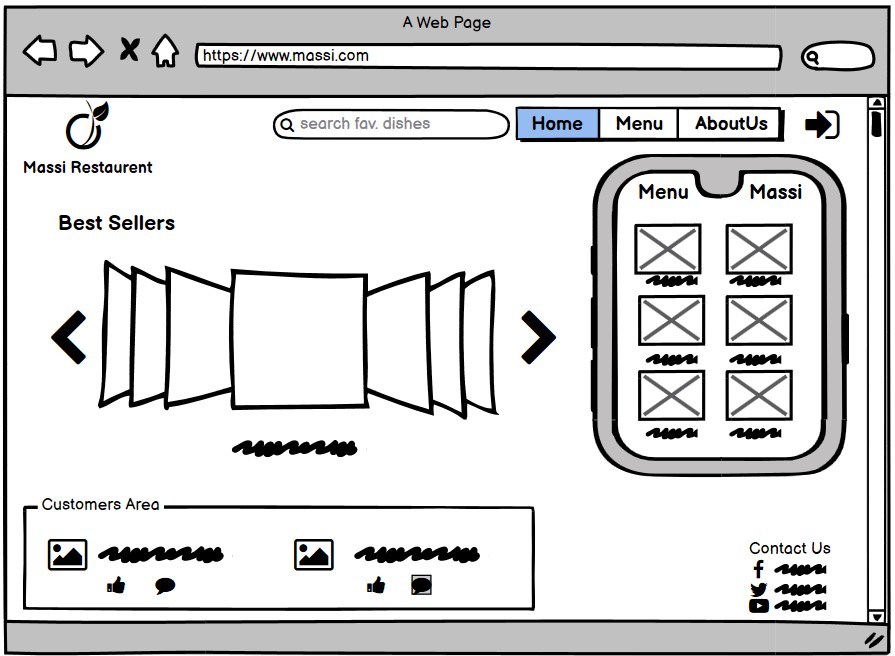 A Web Page
https://www.massi.com
search fav. dishes
Home
Menu
AboutUs
Massi Restaurent
Menu
Massi
Best Sellers
Customers Area
Contact Us